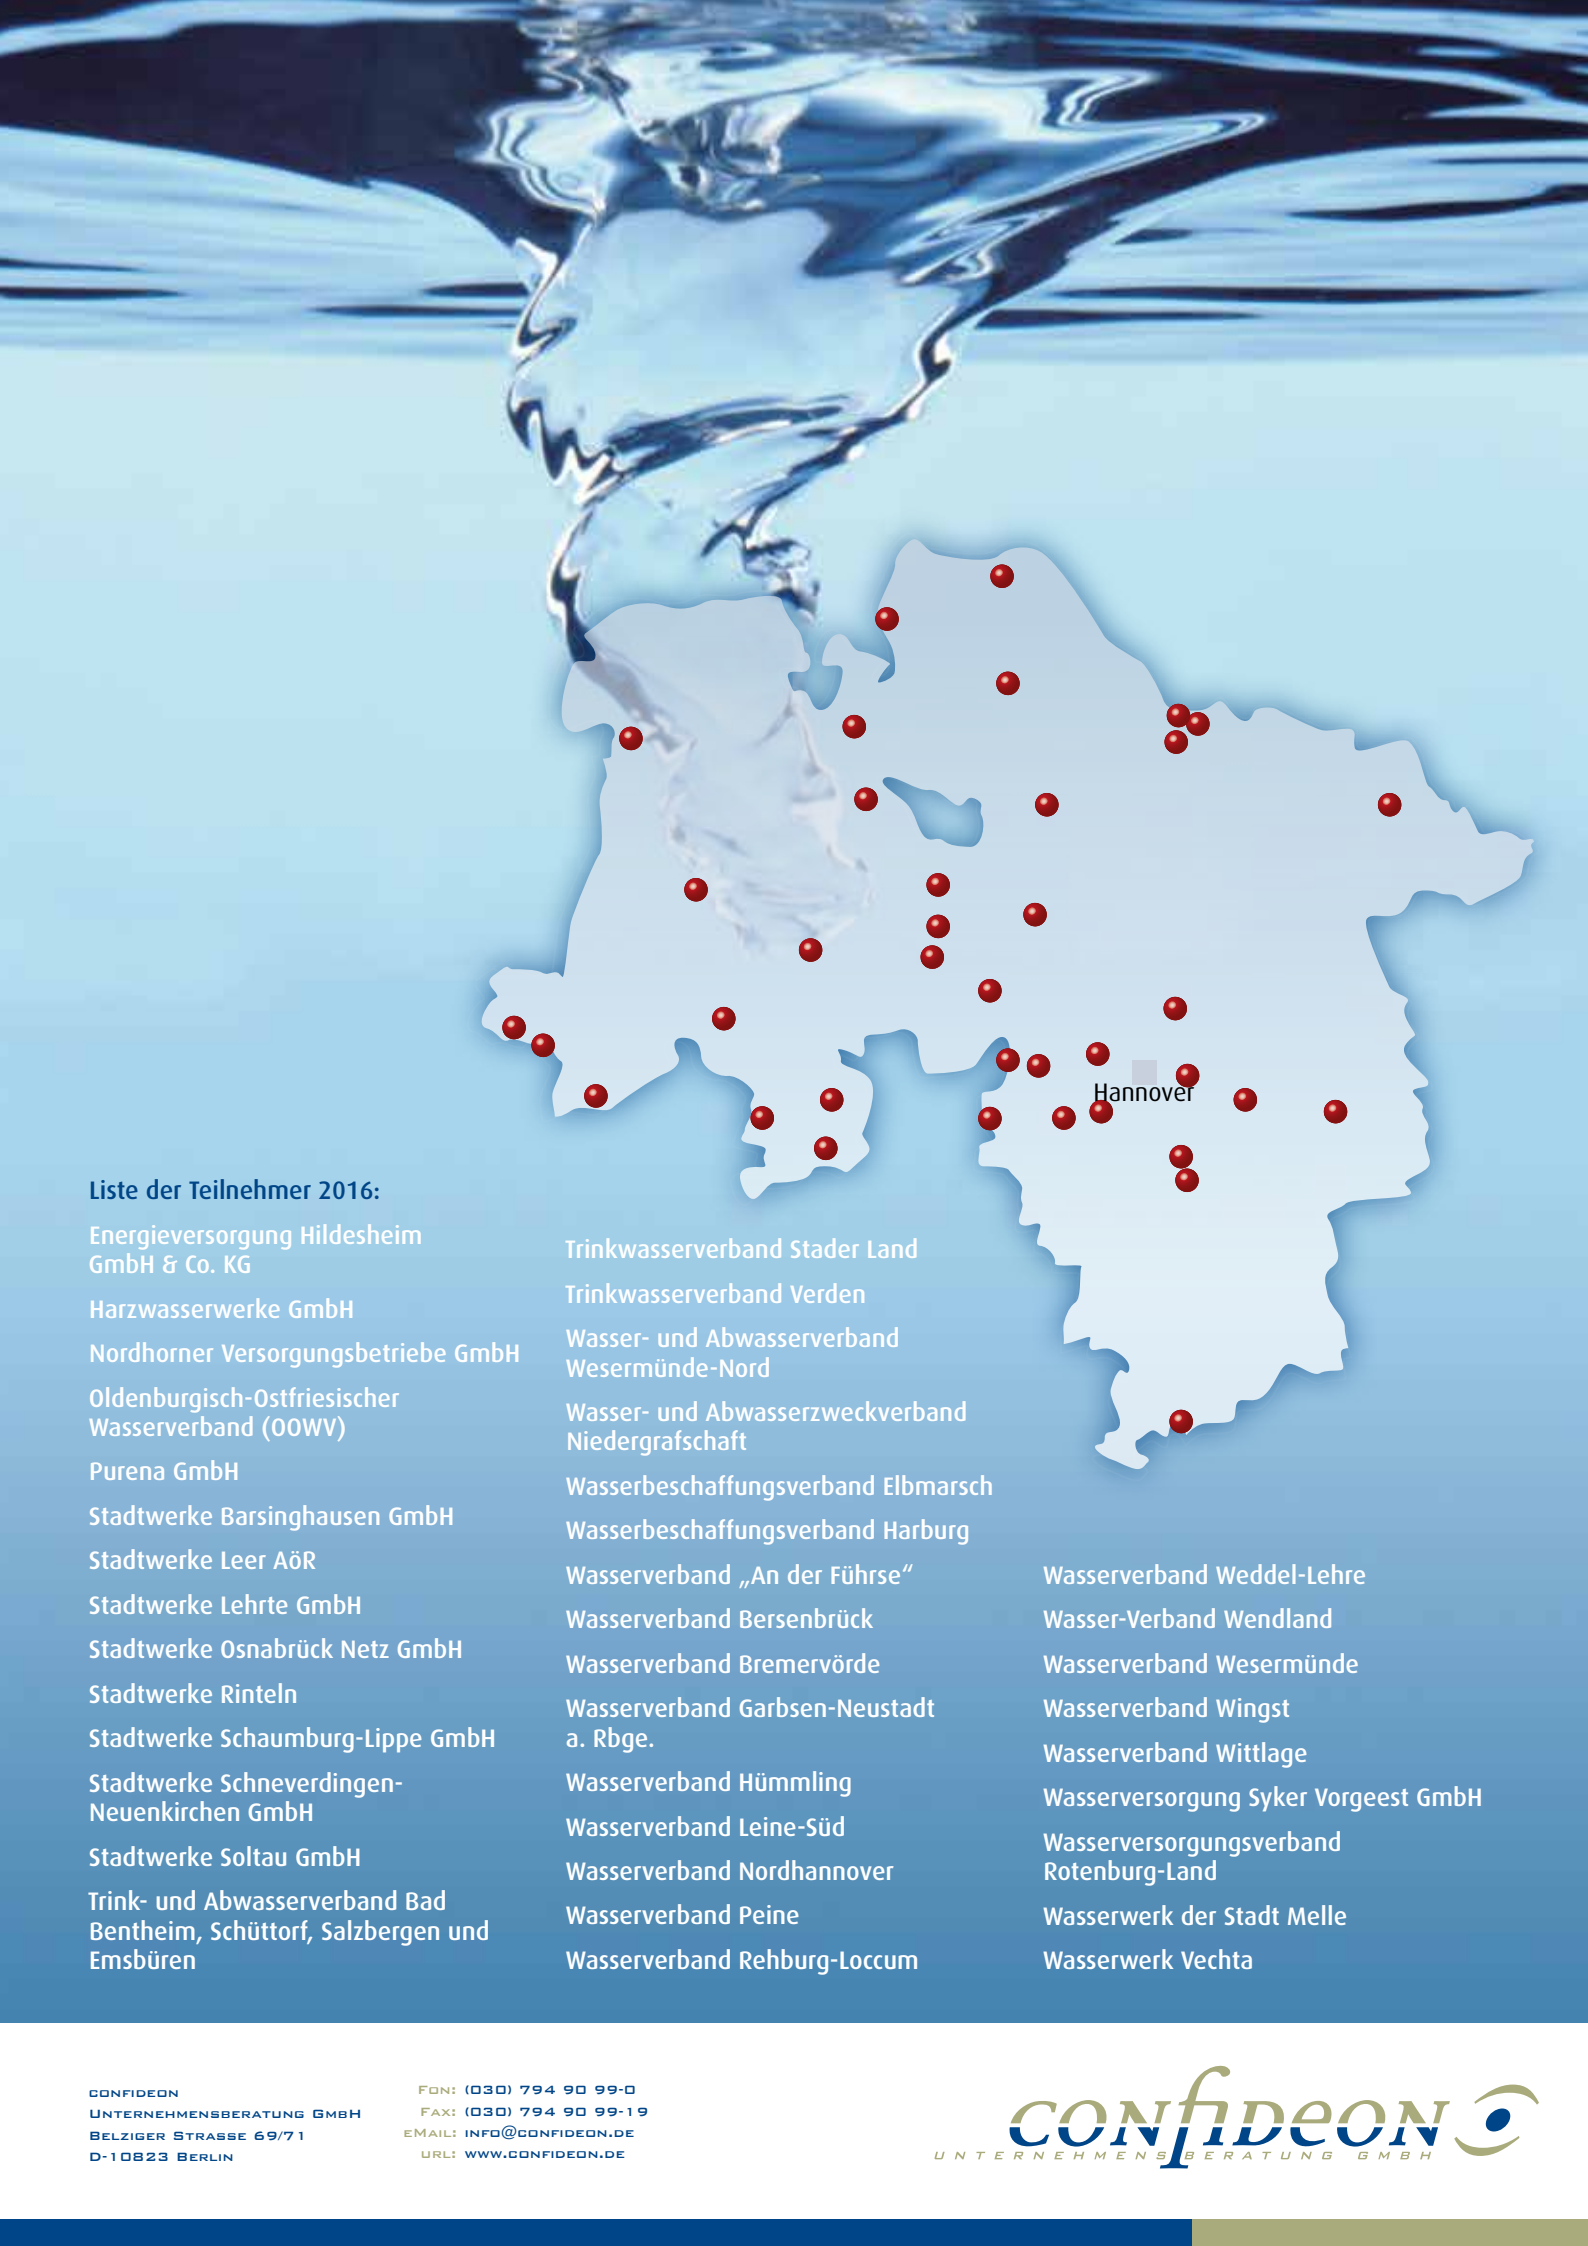 Hannover
Liste der Teilnehmer 2016:
Energieversorgung Hildesheim
GmbH & Co. KG
Harzwasserwerke GmbH
Nordhorner Versorgungsbetriebe GmbH
Oldenburgisch-Ostfriesischer
Wasserverband (OOWV)
Purena GmbH
Stadtwerke Barsinghausen GmbH
Stadtwerke Leer AöR
Stadtwerke Lehrte GmbH
Stadtwerke Osnabrück Netz GmbH
Stadtwerke Rinteln
Stadtwerke Schaumburg-Lippe GmbH
Stadtwerke Schneverdingen-
Neuenkirchen GmbH
Stadtwerke Soltau GmbH
Trink- und Abwasserverband Bad
Bentheim, Schüttorf, Salzbergen und
Emsbüren
Trinkwasserverband Stader Land
Trinkwasserverband Verden
Wasser- und Abwasserverband
Wesermünde-Nord
Wasser- und Abwasserzweckverband
Niedergrafschaft
Wasserbeschaffungsverband Elbmarsch
Wasserbeschaffungsverband Harburg
Wasserverband „An der Führse“
Wasserverband Bersenbrück
Wasserverband Bremervörde
Wasserverband Garbsen-Neustadt
a. Rbge.
Wasserverband Hümmling
Wasserverband Leine-Süd
Wasserverband Nordhannover
Wasserverband Peine
Wasserverband Rehburg-Loccum
Wasserverband Weddel-Lehre
Wasser-Verband Wendland
Wasserverband Wesermünde
Wasserverband Wingst
Wasserverband Wittlage
Wasserversorgung Syker Vorgeest GmbH
Wasserversorgungsverband
Rotenburg-Land
Wasserwerk der Stadt Melle
Wasserwerk Vechta
confideon
Unternehmensberatung GmbH
Belziger Strasse 69/71
D-10823 Berlin
Fon: (030) 794 90 99-0
Fax: (030) 794 90 99-19
eMail: info@confideon.de
url: www.confideon.de
confideon
UNTERNEHMENSBERATUNG GMBH